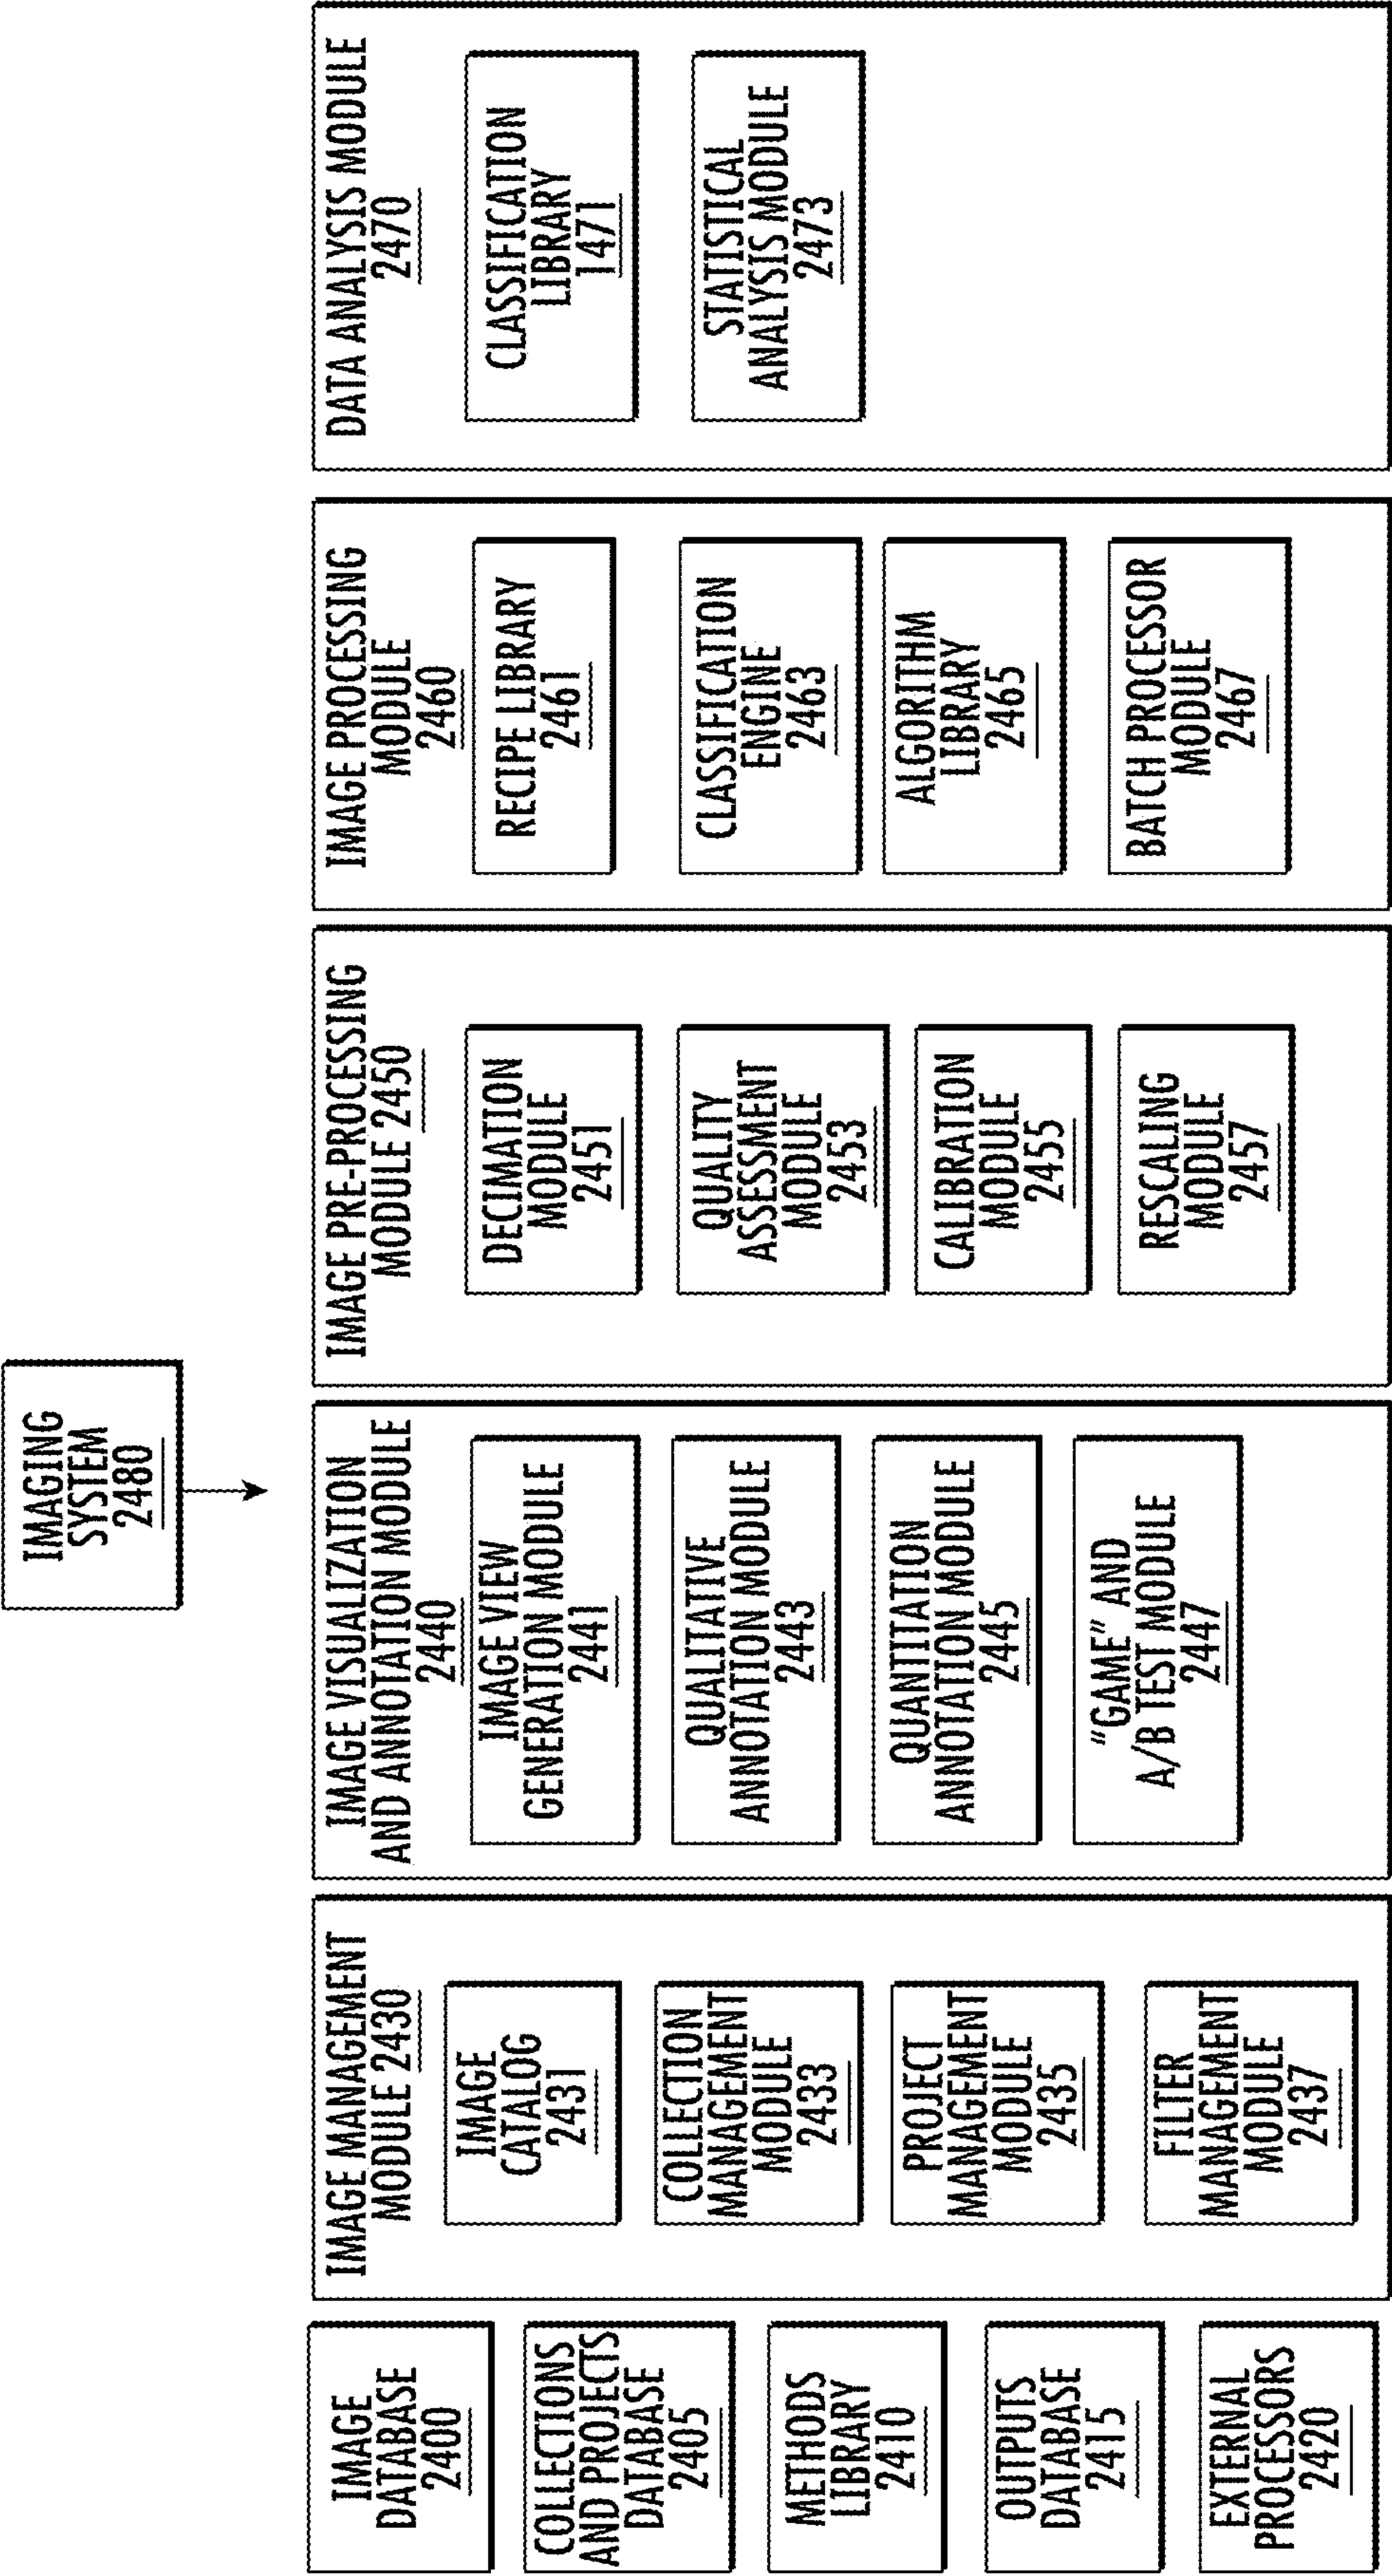 IMAGING
SYSTEM
2480
IMAGE
DATABASE
2400
COLLECTIONS
AND PROJECTS
DATABASE
2405
METHODS
LIBRARY
2410
OUTPUTS
DATABASE
2415
EXTERNAL
PROCESSORS
2420
IMAGE MANAGEMENT
MODULE 2430
IMAGE
CATALOG
2431
COLLECTION
MANAGEMENT
MODULE
2433
PROJECT
MANAGEMENT
MODULE
2435
FILTER
MANAGEMENT
MODULE
2437
IMAGE VISUALIZATION
AND ANNOTATION MODULE
2440
IMAGE VIEW
GENERATION MODULE
2441
QUALITATIVE
ANNOTATION MODULE
2443
QUANTITATION
ANNOTATION MODULE
2445
"GAME" AND
A/B TEST MODULE
2447
IMAGE PRE-PROCESSING
MODULE 2450
DECIMATION
MODULE
2451
QUALITY
ASSESSMENT
MODULE
2453
CALIBRATION
MODULE
2455
RESCALING
MODULE
2457
IMAGE PROCESSING
MODULE
2460
RECIPE LIBRARY
2461
CLASSIFICATION
ENGINE
2463
ALGORITHM
LIBRARY
2465
BATCH PROCESSOR
MODULE
2467
DATA ANALYSIS MODULE
2470
CLASSIFICATION
LIBRARY
1471
STATISTICAL
ANALYSIS MODULE
2473